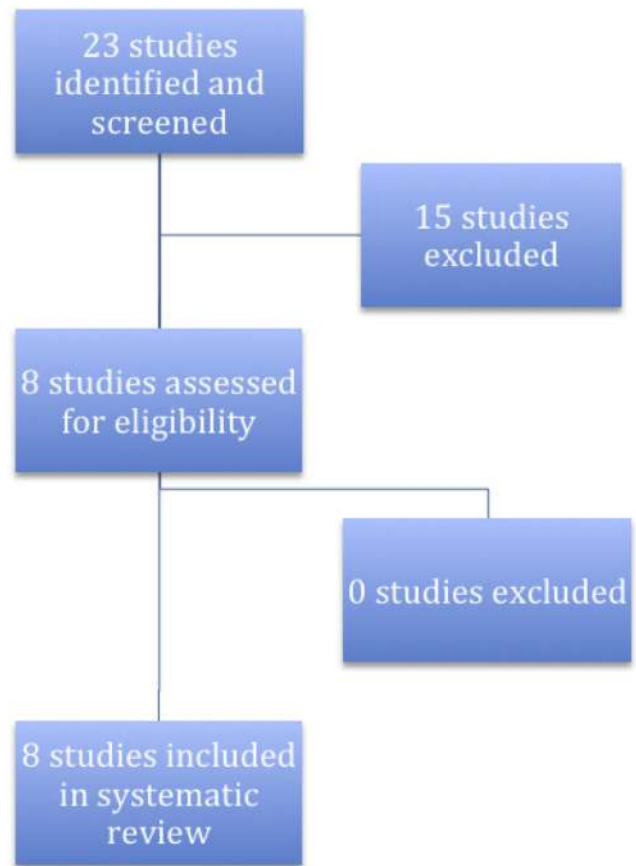 23 studies
identified and
screened
15 studies
excluded
8 studies assessed
for eligibility
0 studies excluded
8 studies included
in systematic
review